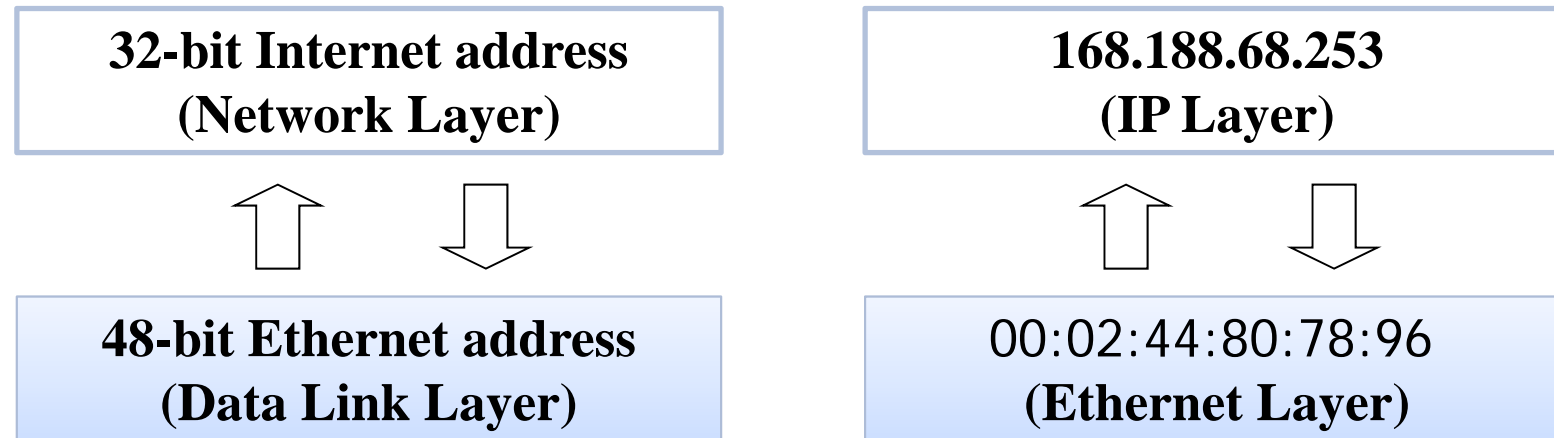 32-bit Internet address
(Network Layer)
168.188.68.253
(IP Layer)
48-bit Ethernet address
(Data Link Layer)
00:02:44:80:78:96
(Ethernet Layer)